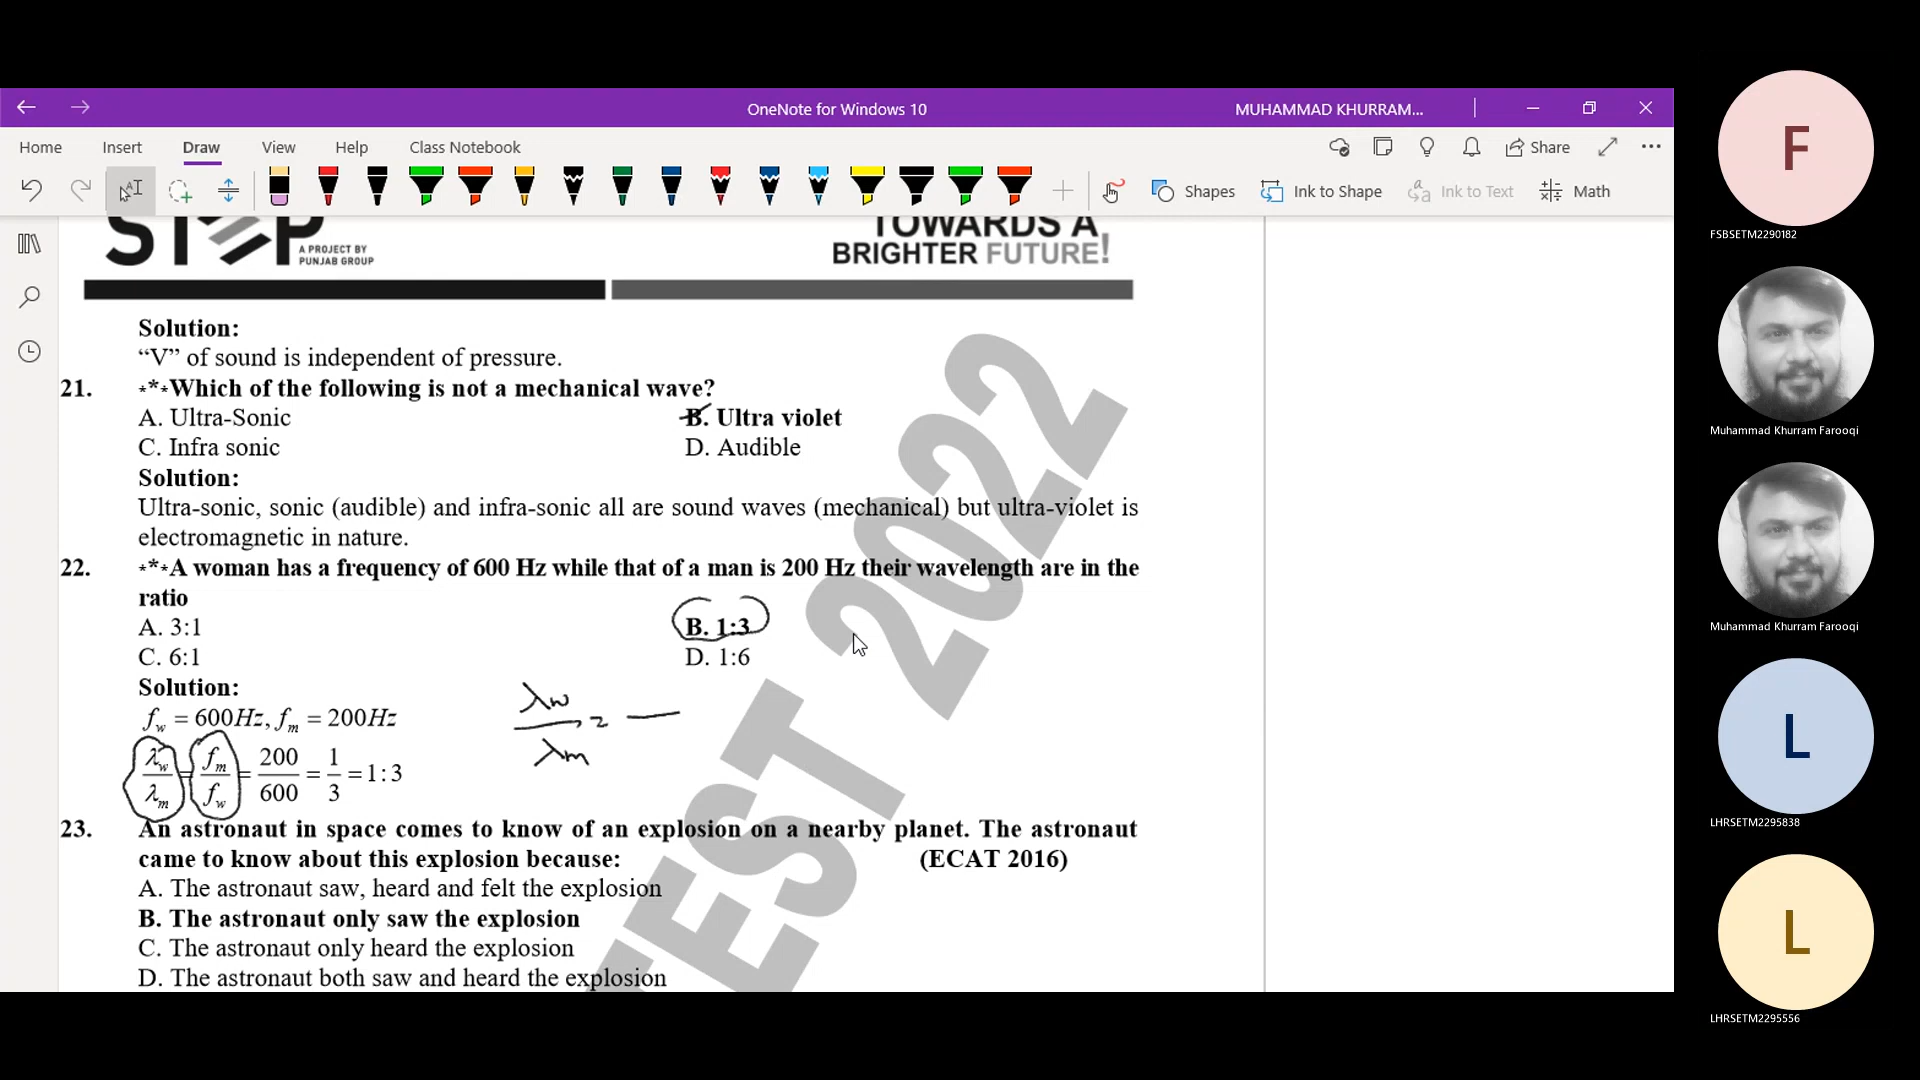 OneNote for Windows 10
MUHAMMAD KHURRAM...
Home Insert Draw View Help Class Notebook
Share
Shapes Ink to Shape Ink to Text Math
STEP
A PROJECT BY
PUNJAB GROUP
TOWARDS A
BRIGHTER FUTURE!
Solution:
“V” of sound is independent of pressure.
21. ***Which of the following is not a mechanical wave?
A. Ultra-Sonic B. Ultra violet
C. Infra sonic D. Audible
Solution:
Ultra-sonic, sonic (audible) and infra-sonic all are sound waves (mechanical) but ultra-violet is
electromagnetic in nature.
22. ***A woman has a frequency of 600 Hz while that of a man is 200 Hz their wavelength are in the
ratio
A. 3:1 B. 1:3
C. 6:1 D. 1:6
Solution:
f_w = 600Hz, f_m = 200Hz
λ_w/λ_m = f_m/f_w = 200/600 = 1/3 = 1:3
λw/λm =
23. An astronaut in space comes to know of an explosion on a nearby planet. The astronaut
came to know about this explosion because: (ECAT 2016)
A. The astronaut saw, heard and felt the explosion
B. The astronaut only saw the explosion
C. The astronaut only heard the explosion
D. The astronaut both saw and heard the explosion
TEST 2022
F
FSBSETM2290182
Muhammad Khurram Farooqi
Muhammad Khurram Farooqi
L
LHRSETM2295838
L
LHRSETM2295556